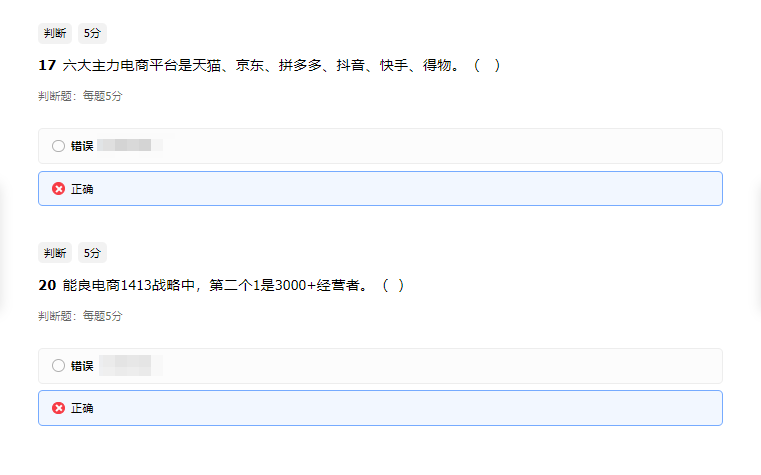 判断 5分
17 六大主力电商平台是天猫、京东、拼多多、抖音、快手、得物。（　）
判断题：每题5分
错误
正确
判断 5分
20 能良电商1413战略中，第二个1是3000+经营者。（ ）
判断题：每题5分
错误
正确